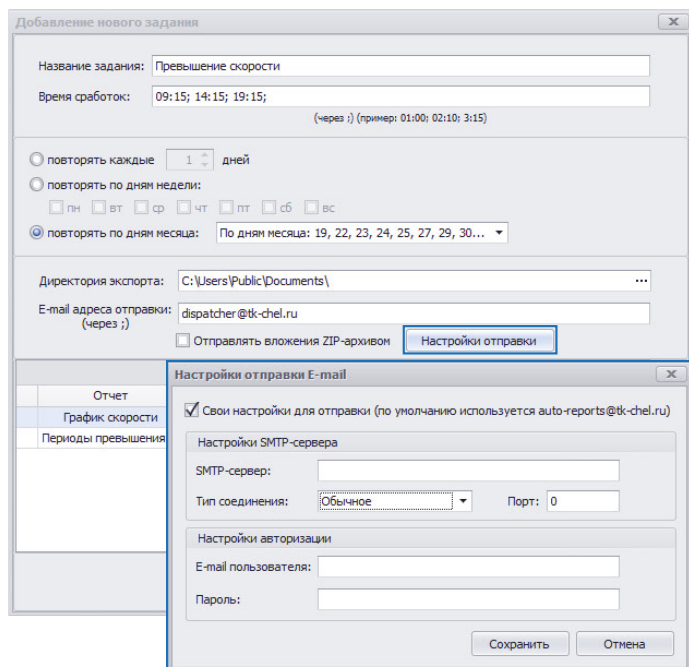 Добавление нового задания
Название задания: Превышение скорости
Время сработок: 09:15; 14:15; 19:15;
(через ;) (пример: 01:00; 02:10; 3:15)
повторять каждые 1 дней
повторять по дням недели:
пн вт ср чт пт сб вс
повторять по дням месяца: По дням месяца: 19, 22, 23, 24, 25, 27, 29, 30...
Директория экспорта: C:\Users\Public\Documents\ ...
E-mail адреса отправки: dispatcher@tk-chel.ru
(через ;)
Отправлять вложения ZIP-архивом Настройки отправки
Отчет
График скорости
Периоды превышения
Настройки отправки E-mail
Свои настройки для отправки (по умолчанию используется auto-reports@tk-chel.ru)
Настройки SMTP-сервера
SMTP-сервер:
Тип соединения: Обычное Порт: 0
Настройки авторизации
E-mail пользователя:
Пароль:
Сохранить Отмена